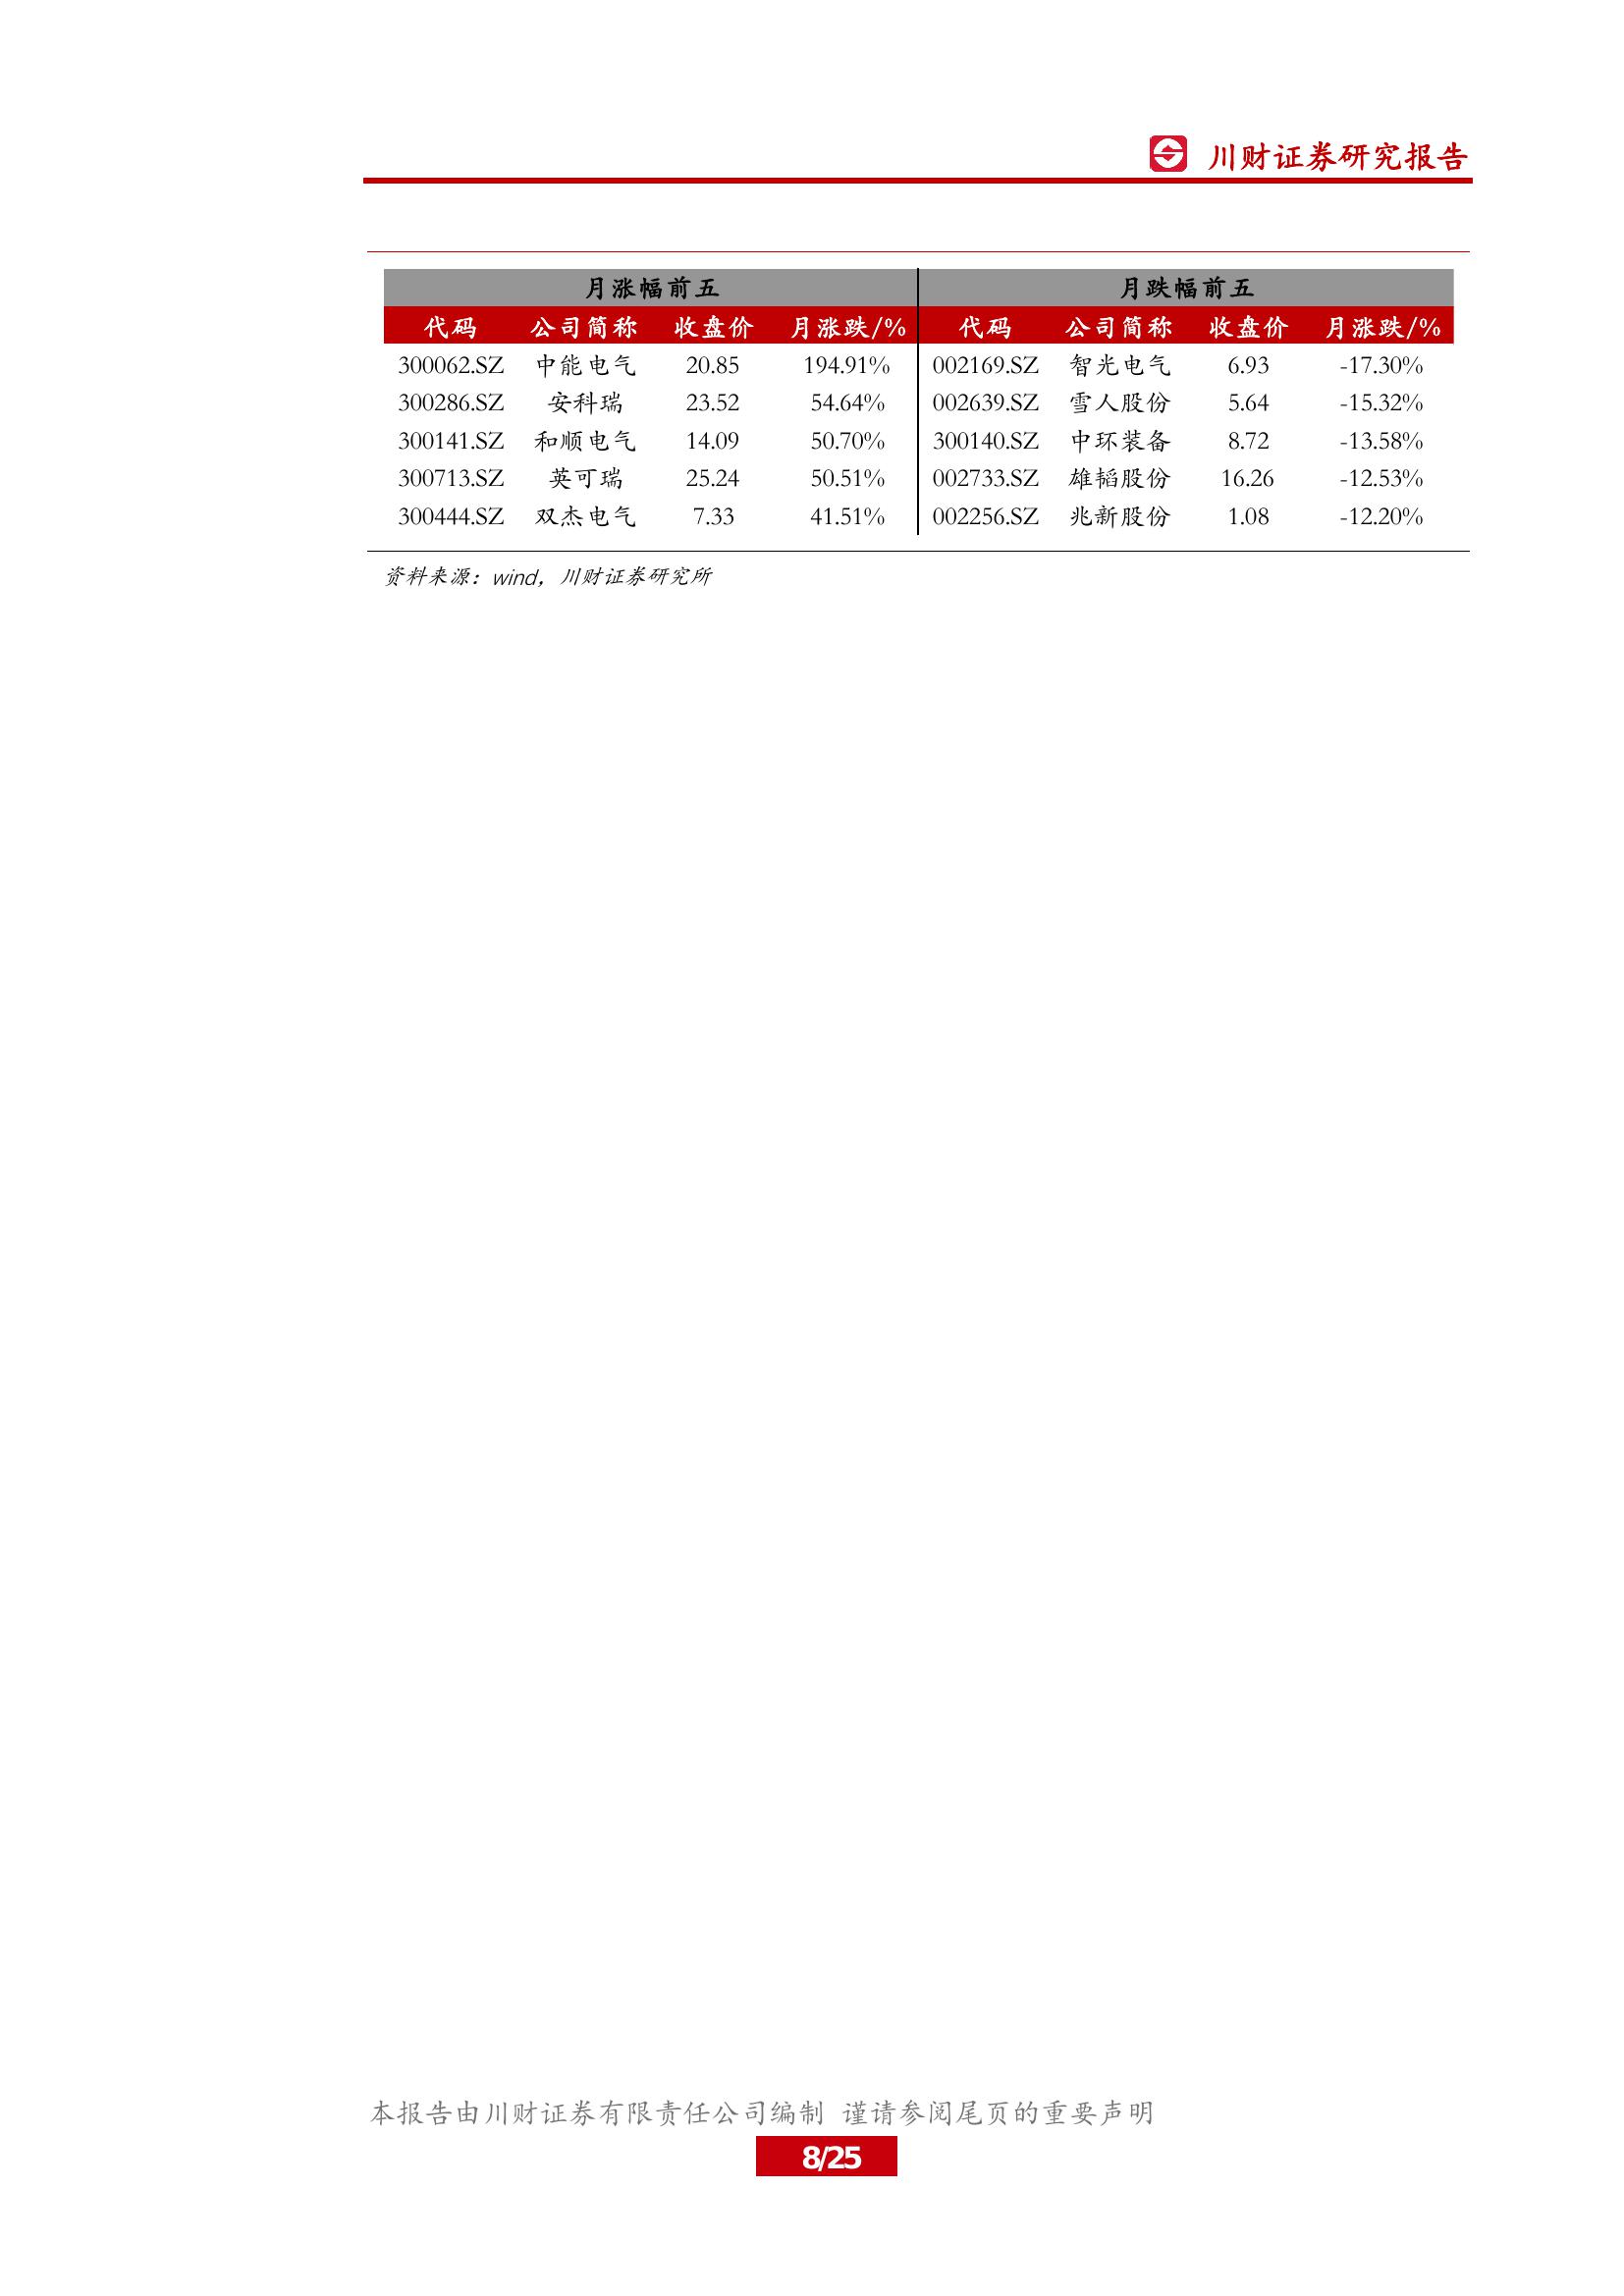 川财证券研究报告
月涨幅前五 月跌幅前五
代码 公司简称 收盘价 月涨跌/% 代码 公司简称 收盘价 月涨跌/%
300062.SZ 中能电气 20.85 194.91% 002169.SZ 智光电气 6.93 -17.30%
300286.SZ 安科瑞 23.52 54.64% 002639.SZ 雪人股份 5.64 -15.32%
300141.SZ 和顺电气 14.09 50.70% 300140.SZ 中环装备 8.72 -13.58%
300713.SZ 英可瑞 25.24 50.51% 002733.SZ 雄韬股份 16.26 -12.53%
300444.SZ 双杰电气 7.33 41.51% 002256.SZ 兆新股份 1.08 -12.20%
资料来源：wind，川财证券研究所
本报告由川财证券有限责任公司编制 谨请参阅尾页的重要声明
8/25